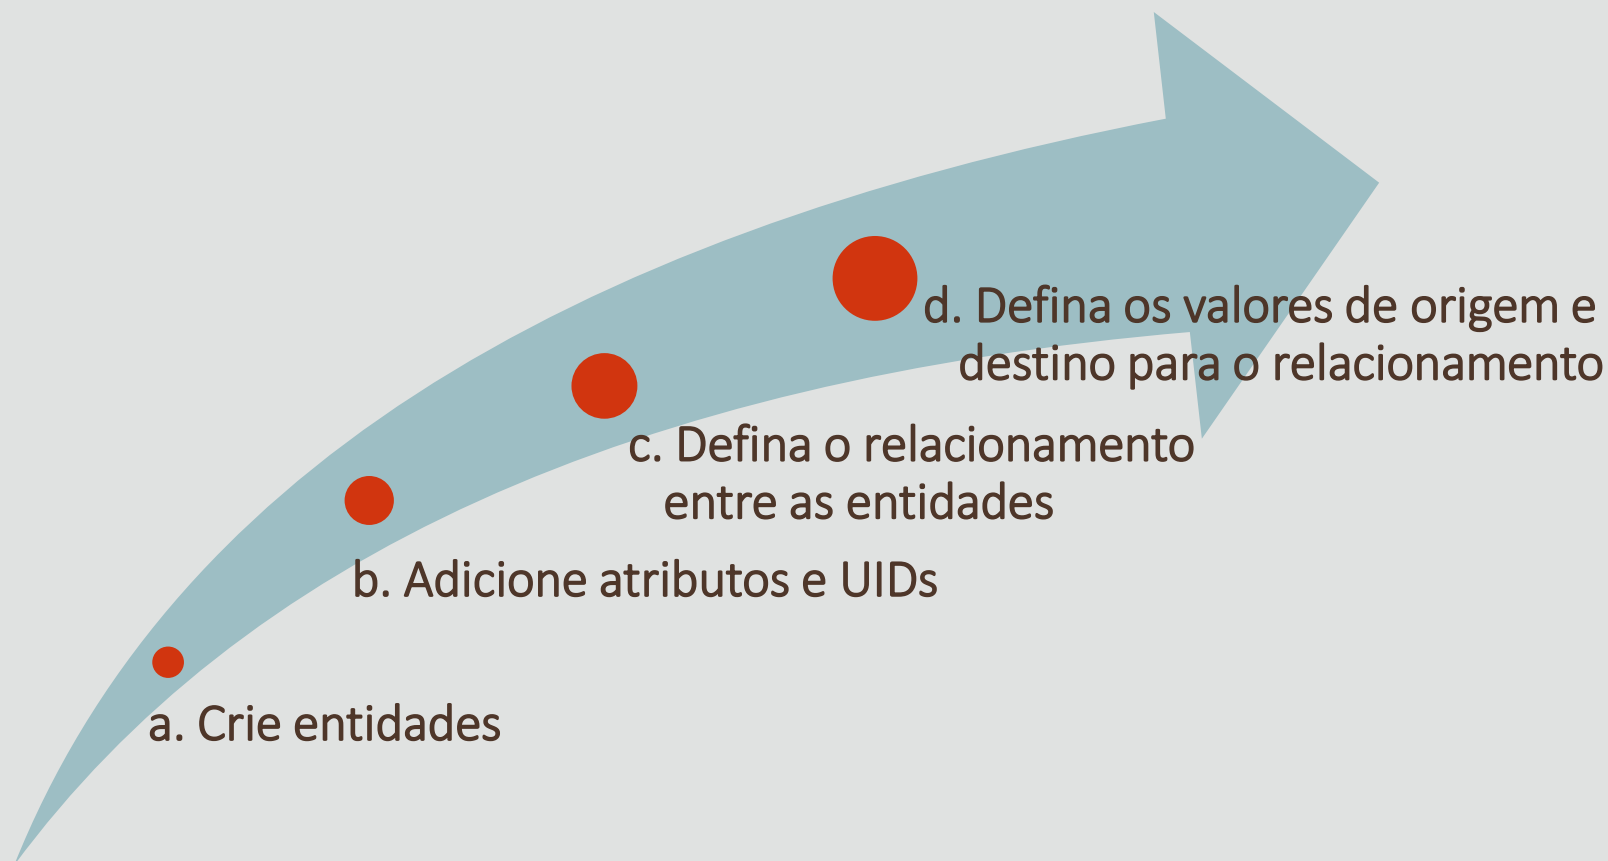 d. Defina os valores de origem e
destino para o relacionamento
c. Defina o relacionamento
entre as entidades
b. Adicione atributos e UIDs
a. Crie entidades